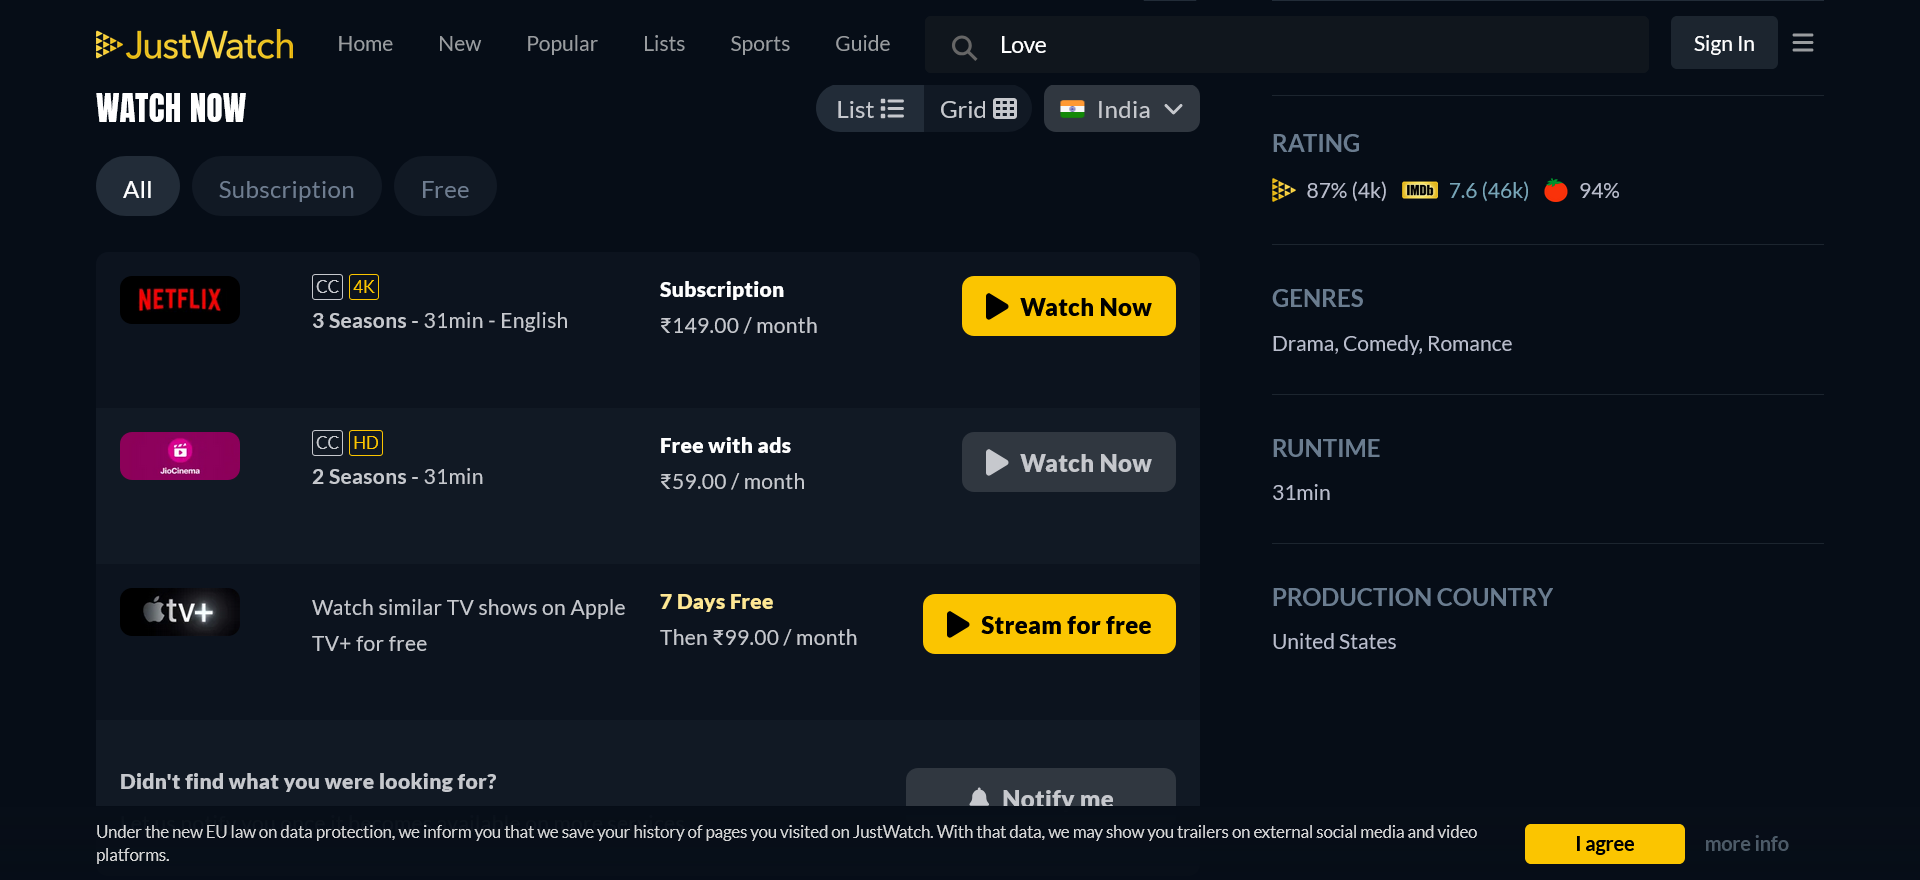 JustWatch
Home
New
Popular
Lists
Sports
Guide
Love
Sign In
WATCH NOW
List
Grid
India
All
Subscription
Free
NETFLIX
CC 4K
3 Seasons - 31min - English
Subscription
₹149.00 / month
Watch Now
JioCinema
CC HD
2 Seasons - 31min
Free with ads
₹59.00 / month
Watch Now
tv+
Watch similar TV shows on Apple
TV+ for free
7 Days Free
Then ₹99.00 / month
Stream for free
Didn't find what you were looking for?
Notify me
RATING
87% (4k)
IMDb
7.6 (46k)
94%
GENRES
Drama, Comedy, Romance
RUNTIME
31min
PRODUCTION COUNTRY
United States
Under the new EU law on data protection, we inform you that we save your history of pages you visited on JustWatch. With that data, we may show you trailers on external social media and video
platforms.
I agree
more info